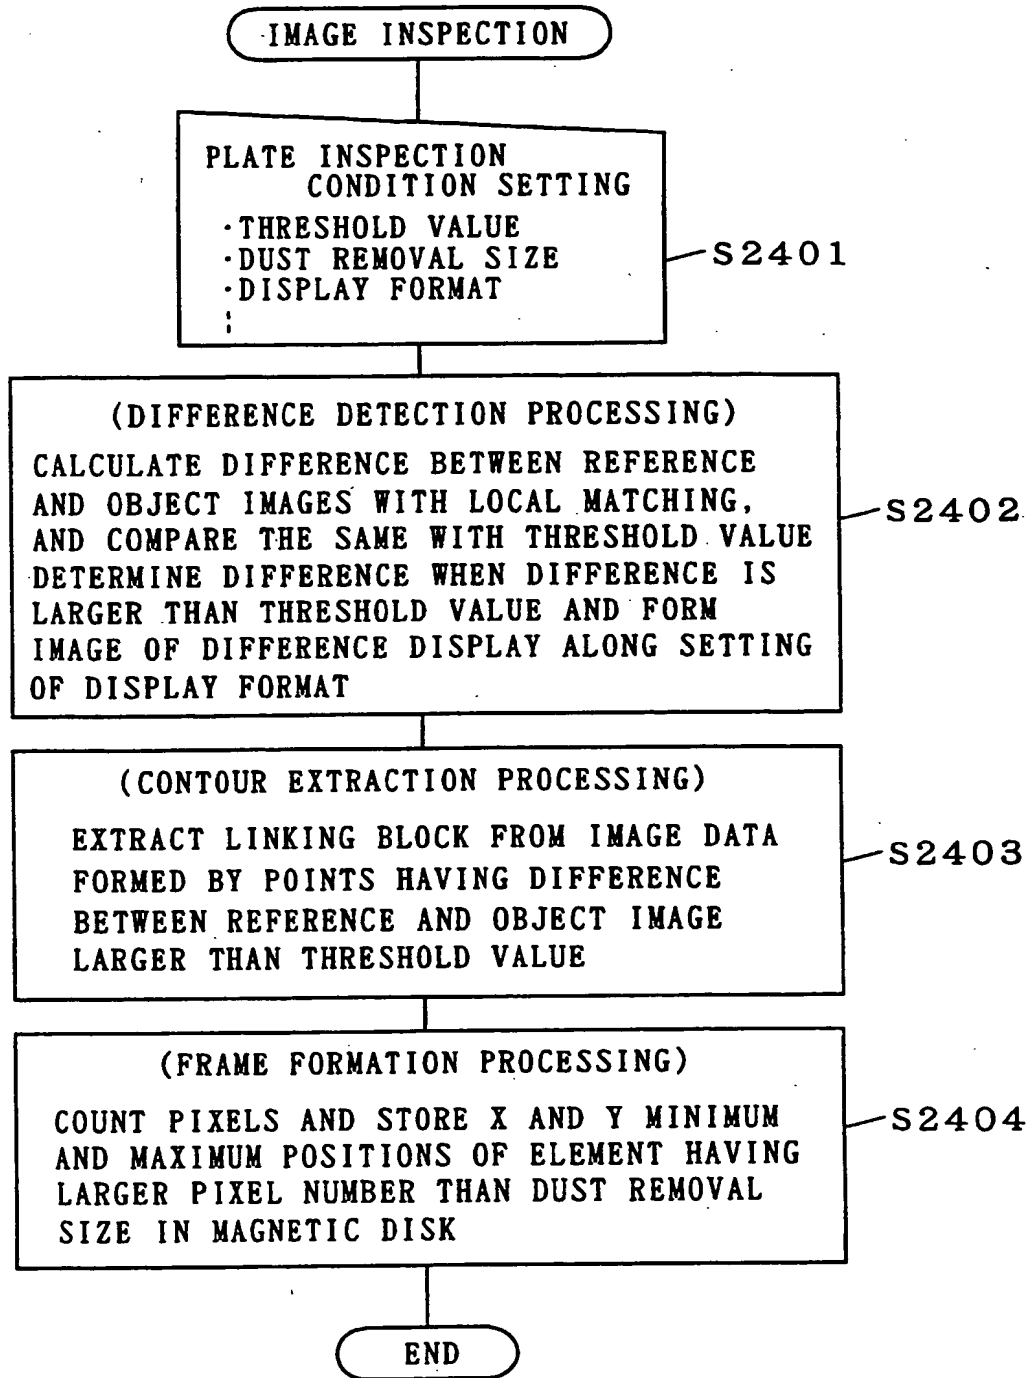 IMAGE INSPECTION
PLATE INSPECTION
CONDITION SETTING
·THRESHOLD VALUE
·DUST REMOVAL SIZE
·DISPLAY FORMAT
S2401
(DIFFERENCE DETECTION PROCESSING)
CALCULATE DIFFERENCE BETWEEN REFERENCE
AND OBJECT IMAGES WITH LOCAL MATCHING,
AND COMPARE THE SAME WITH THRESHOLD VALUE
DETERMINE DIFFERENCE WHEN DIFFERENCE IS
LARGER THAN THRESHOLD VALUE AND FORM
IMAGE OF DIFFERENCE DISPLAY ALONG SETTING
OF DISPLAY FORMAT
S2402
(CONTOUR EXTRACTION PROCESSING)
EXTRACT LINKING BLOCK FROM IMAGE DATA
FORMED BY POINTS HAVING DIFFERENCE
BETWEEN REFERENCE AND OBJECT IMAGE
LARGER THAN THRESHOLD VALUE
S2403
(FRAME FORMATION PROCESSING)
COUNT PIXELS AND STORE X AND Y MINIMUM
AND MAXIMUM POSITIONS OF ELEMENT HAVING
LARGER PIXEL NUMBER THAN DUST REMOVAL
SIZE IN MAGNETIC DISK
S2404
END